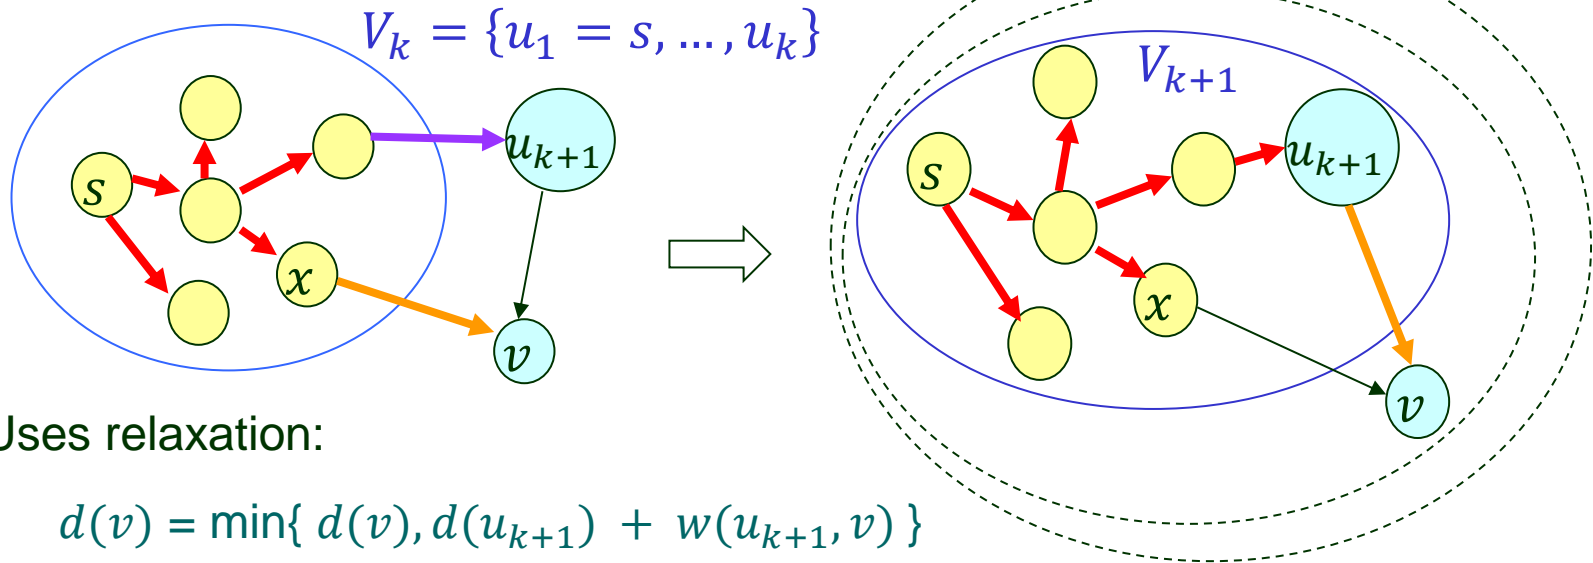 V_k = {u_1 = s, … , u_k}
V_{k+1}
u_{k+1}
s
x
v
u_{k+1}
s
x
v
Uses relaxation:
d(v) = min{ d(v), d(u_{k+1}) + w(u_{k+1}, v) }